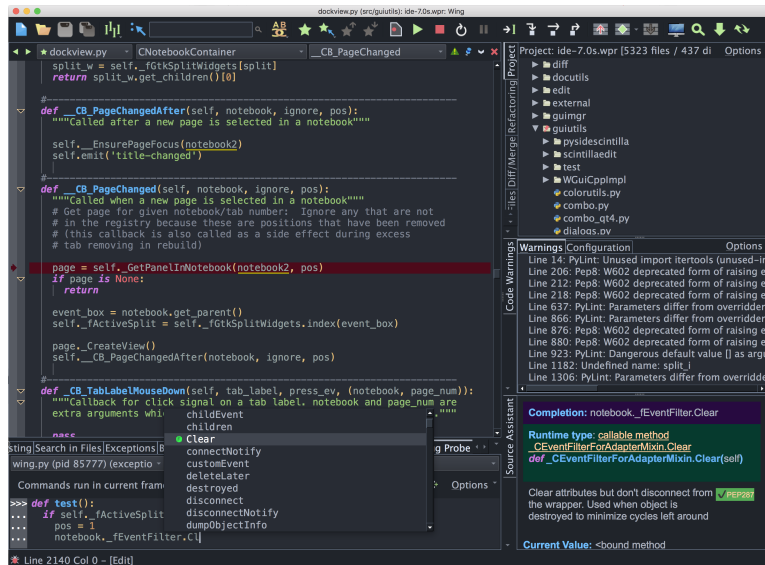 dockview.py (src/guiutils): ide-7.0s.wpr: Wing
dockview.py
CNotebookContainer
__CB_PageChanged
split_w = self._fGtkSplitWidgets[split]
return split_w.get_children()[0]
#----------------------------------------------------------------------
def __CB_PageChangedAfter(self, notebook, ignore, pos):
"""Called after a new page is selected in a notebook"""
self.__EnsurePageFocus(notebook2)
self.emit('title-changed')
#----------------------------------------------------------------------
def __CB_PageChanged(self, notebook, ignore, pos):
"""Called when a new page is selected in a notebook"""
# Get page for given notebook/tab number:  Ignore any that are not
# in the registry because these are positions that have been removed
# (this callback is also called as a side effect during excess
# tab removing in rebuild)
page = self._GetPanelInNotebook(notebook2, pos)
if page is None:
return
event_box = notebook.get_parent()
self._fActiveSplit = self._fGtkSplitWidgets.index(event_box)
page._CreateView()
self.__CB_PageChangedAfter(notebook, ignore, pos)
#----------------------------------------------------------------------
def _CB_TabLabelMouseDown(self, tab_label, press_ev, (notebook, page_num)):
"""Callback for click signal on a tab label. notebook and page_num are
extra arguments whi
."""
pass
childEvent
children
Clear
connectNotify
customEvent
deleteLater
destroyed
disconnect
disconnectNotify
dumpObjectInfo
sting
Search in Files
Exceptions
B
g Probe
wing.py (pid 85777) (exceptio
Commands run in current fram
Options
>>> def test():
... if self._fActiveSplit
... pos = 1
... notebook._fEventFilter.Cl
Line 2140 Col 0 - [Edit]
Project
Refactoring
Diff/Merge
Files
Project: ide-7.0s.wpr [5323 files / 437 di
Options
diff
docutils
edit
external
guimgr
guiutils
pysidescintilla
scintillaedit
test
WGuiCppImpl
colorutils.py
combo.py
combo_qt4.py
dialogs.py
Code Warnings
Warnings
Configuration
Options
Line 14: PyLint: Unused import itertools (unused-i
Line 206: Pep8: W602 deprecated form of raising e
Line 212: Pep8: W602 deprecated form of raising e
Line 218: Pep8: W602 deprecated form of raising e
Line 637: PyLint: Parameters differ from overridden
Line 866: PyLint: Parameters differ from overridden
Line 876: Pep8: W602 deprecated form of raising e
Line 880: Pep8: W602 deprecated form of raising e
Line 923: PyLint: Dangerous default value [] as argu
Line 1182: Undefined name: split_i
Line 1306: PyLint: Parameters differ from overridde
Source Assistant
Completion: notebook._fEventFilter.Clear
Runtime type: callable method
_CEventFilterForAdapterMixin.Clear
def _CEventFilterForAdapterMixin.Clear(self)
Clear attributes but don't disconnect from
PEP287
the wrapper. Used when object is
destroyed to minimize cycles left around
Current Value: <bound method